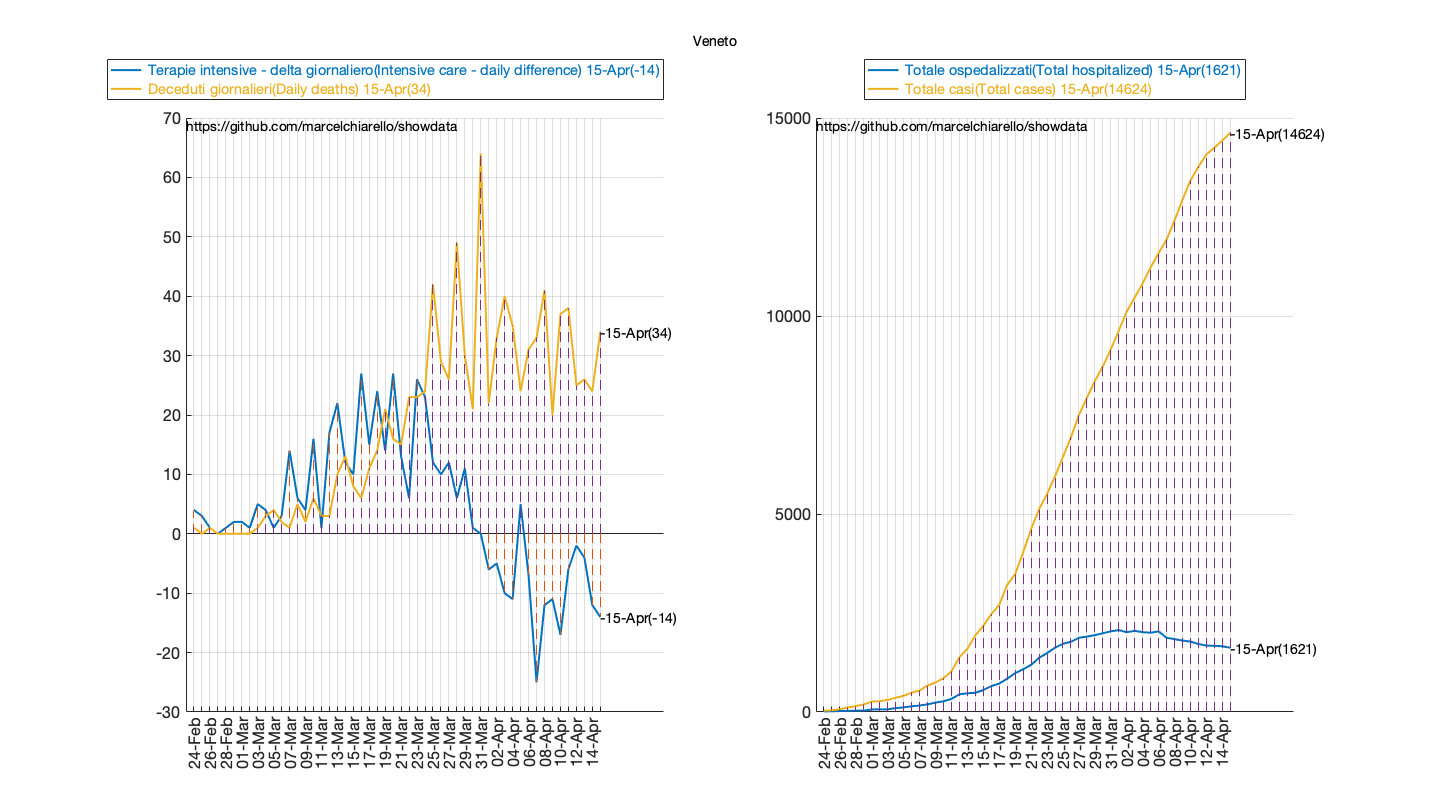 Veneto
Terapie intensive - delta giornaliero(Intensive care - daily difference) 15-Apr(-14)
Deceduti giornalieri(Daily deaths) 15-Apr(34)
https://github.com/marcelchiarello/showdata
70
60
50
40
30
20
10
0
-10
-20
-30
-15-Apr(34)
-15-Apr(-14)
24-Feb
26-Feb
28-Feb
01-Mar
03-Mar
05-Mar
07-Mar
09-Mar
11-Mar
13-Mar
15-Mar
17-Mar
19-Mar
21-Mar
23-Mar
25-Mar
27-Mar
29-Mar
31-Mar
02-Apr
04-Apr
06-Apr
08-Apr
10-Apr
12-Apr
14-Apr
Totale ospedalizzati(Total hospitalized) 15-Apr(1621)
Totale casi(Total cases) 15-Apr(14624)
https://github.com/marcelchiarello/showdata
15000
10000
5000
0
-15-Apr(14624)
-15-Apr(1621)
24-Feb
26-Feb
28-Feb
01-Mar
03-Mar
05-Mar
07-Mar
09-Mar
11-Mar
13-Mar
15-Mar
17-Mar
19-Mar
21-Mar
23-Mar
25-Mar
27-Mar
29-Mar
31-Mar
02-Apr
04-Apr
06-Apr
08-Apr
10-Apr
12-Apr
14-Apr